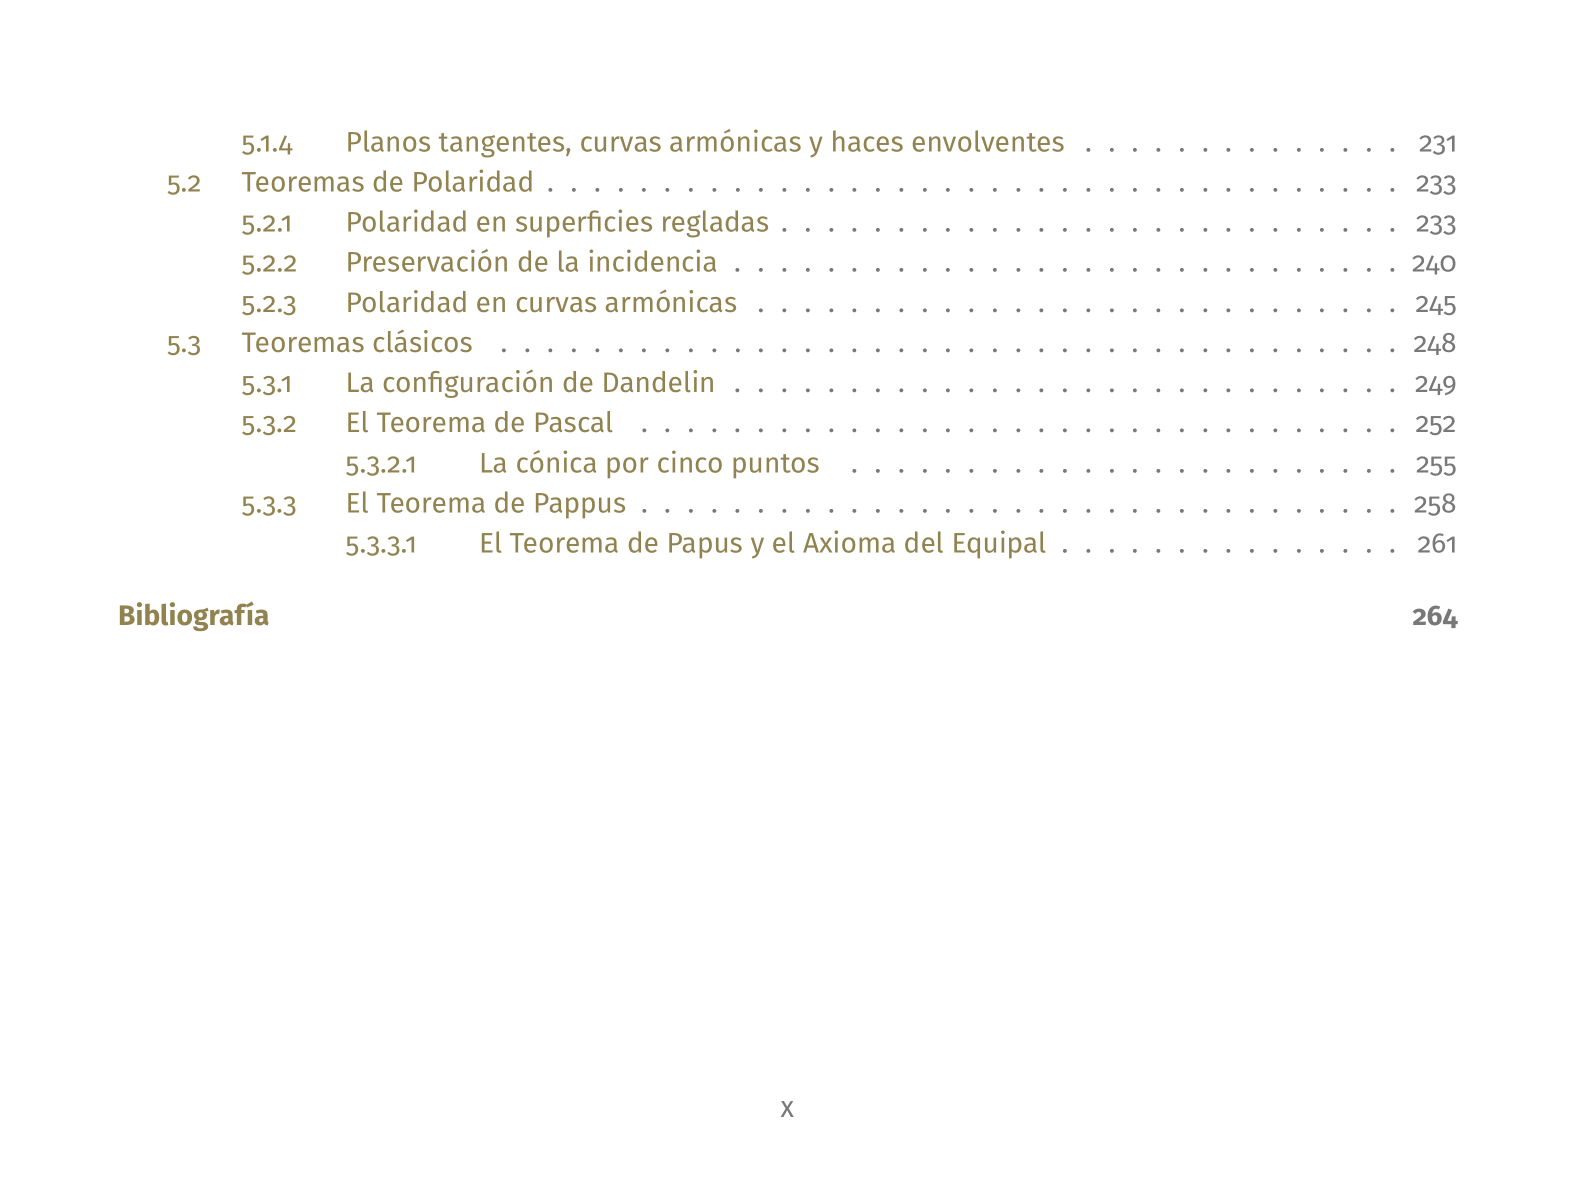 5.1.4 Planos tangentes, curvas armónicas y haces envolventes . . . . . . . . . . . . . . 231
5.2 Teoremas de Polaridad . . . . . . . . . . . . . . . . . . . . . . . . . . . . . . . . . . . . . 233
5.2.1 Polaridad en superficies regladas . . . . . . . . . . . . . . . . . . . . . . . . . . . 233
5.2.2 Preservación de la incidencia . . . . . . . . . . . . . . . . . . . . . . . . . . . . . 240
5.2.3 Polaridad en curvas armónicas . . . . . . . . . . . . . . . . . . . . . . . . . . . . 245
5.3 Teoremas clásicos . . . . . . . . . . . . . . . . . . . . . . . . . . . . . . . . . . . . . . . 248
5.3.1 La configuración de Dandelin . . . . . . . . . . . . . . . . . . . . . . . . . . . . . 249
5.3.2 El Teorema de Pascal . . . . . . . . . . . . . . . . . . . . . . . . . . . . . . . . . 252
5.3.2.1 La cónica por cinco puntos . . . . . . . . . . . . . . . . . . . . . . . . 255
5.3.3 El Teorema de Pappus . . . . . . . . . . . . . . . . . . . . . . . . . . . . . . . . . 258
5.3.3.1 El Teorema de Papus y el Axioma del Equipal . . . . . . . . . . . . . . . 261
Bibliografía 264
X